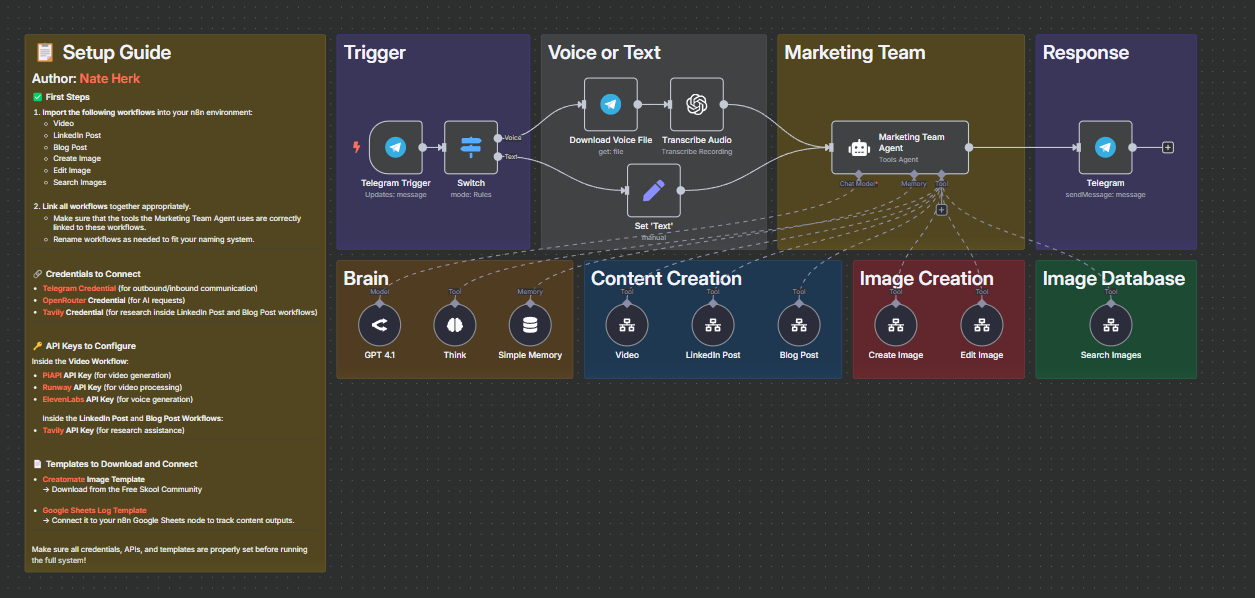 📋 Setup Guide
Author: Nate Herk
✅ First Steps
1. Import the following workflows into your n8n environment:
Video
LinkedIn Post
Blog Post
Create Image
Edit Image
Search Images
2. Link all workflows together appropriately.
Make sure that the tools the Marketing Team Agent uses are correctly
linked to these workflows.
Rename workflows as needed to fit your naming system.
🔗 Credentials to Connect
Telegram Credential (for outbound/inbound communication)
OpenRouter Credential (for AI requests)
Tavily Credential (for research inside LinkedIn Post and Blog Post workflows)
🔑 API Keys to Configure
Inside the Video Workflow:
PiAPI API Key (for video generation)
Runway API Key (for video processing)
ElevenLabs API Key (for voice generation)
Inside the LinkedIn Post and Blog Post Workflows:
Tavily API Key (for research assistance)
📄 Templates to Download and Connect
Creatomate Image Template
→ Download from the Free Skool Community
Google Sheets Log Template
→ Connect it to your n8n Google Sheets node to track content outputs.
Make sure all credentials, APIs, and templates are properly set before running
the full system!
Trigger
Telegram Trigger
Updates: message
Switch
mode: Rules
Voice
Text
Voice or Text
Download Voice File
get: file
Transcribe Audio
Transcribe Recording
Set 'Text'
manual
Marketing Team
Marketing Team
Agent
Tools Agent
Chat Model*
Memory
Tool
Response
Telegram
sendMessage: message
Brain
Model
GPT 4.1
Tool
Think
Memory
Simple Memory
Content Creation
Tool
Video
Tool
LinkedIn Post
Tool
Blog Post
Image Creation
Tool
Create Image
Tool
Edit Image
Image Database
Tool
Search Images